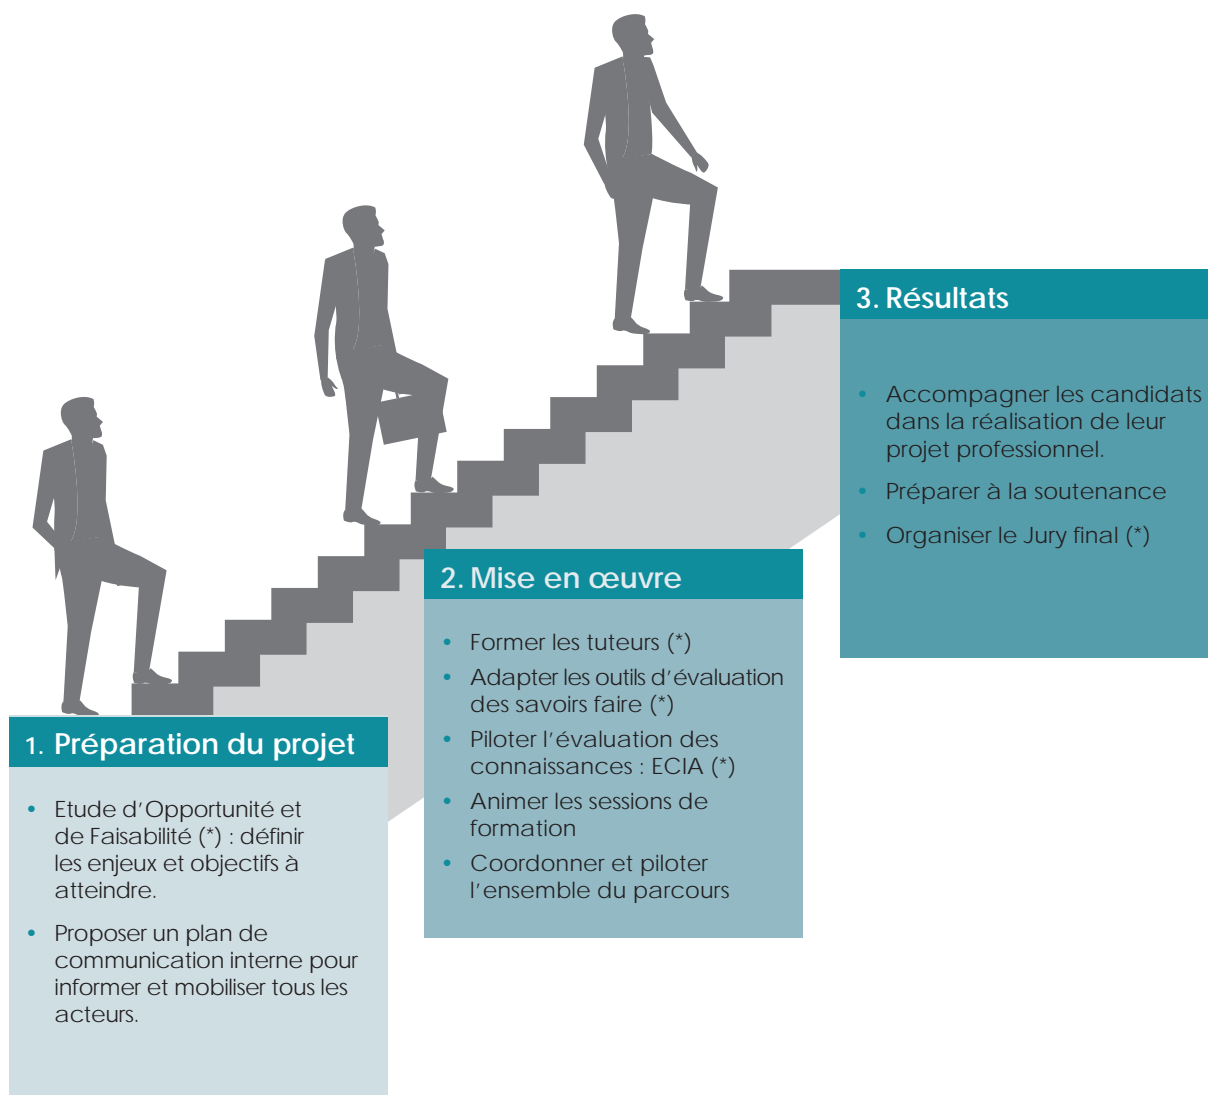 3. Résultats
• Accompagner les candidats
dans la réalisation de leur
projet professionnel.
• Préparer à la soutenance
• Organiser le Jury final (*)
2. Mise en œuvre
• Former les tuteurs (*)
• Adapter les outils d’évaluation
des savoirs faire (*)
• Piloter l’évaluation des
connaissances : ECIA (*)
• Animer les sessions de
formation
• Coordonner et piloter
l’ensemble du parcours
1. Préparation du projet
• Etude d’Opportunité et
de Faisabilité (*) : définir
les enjeux et objectifs à
atteindre.
• Proposer un plan de
communication interne pour
informer et mobiliser tous les
acteurs.